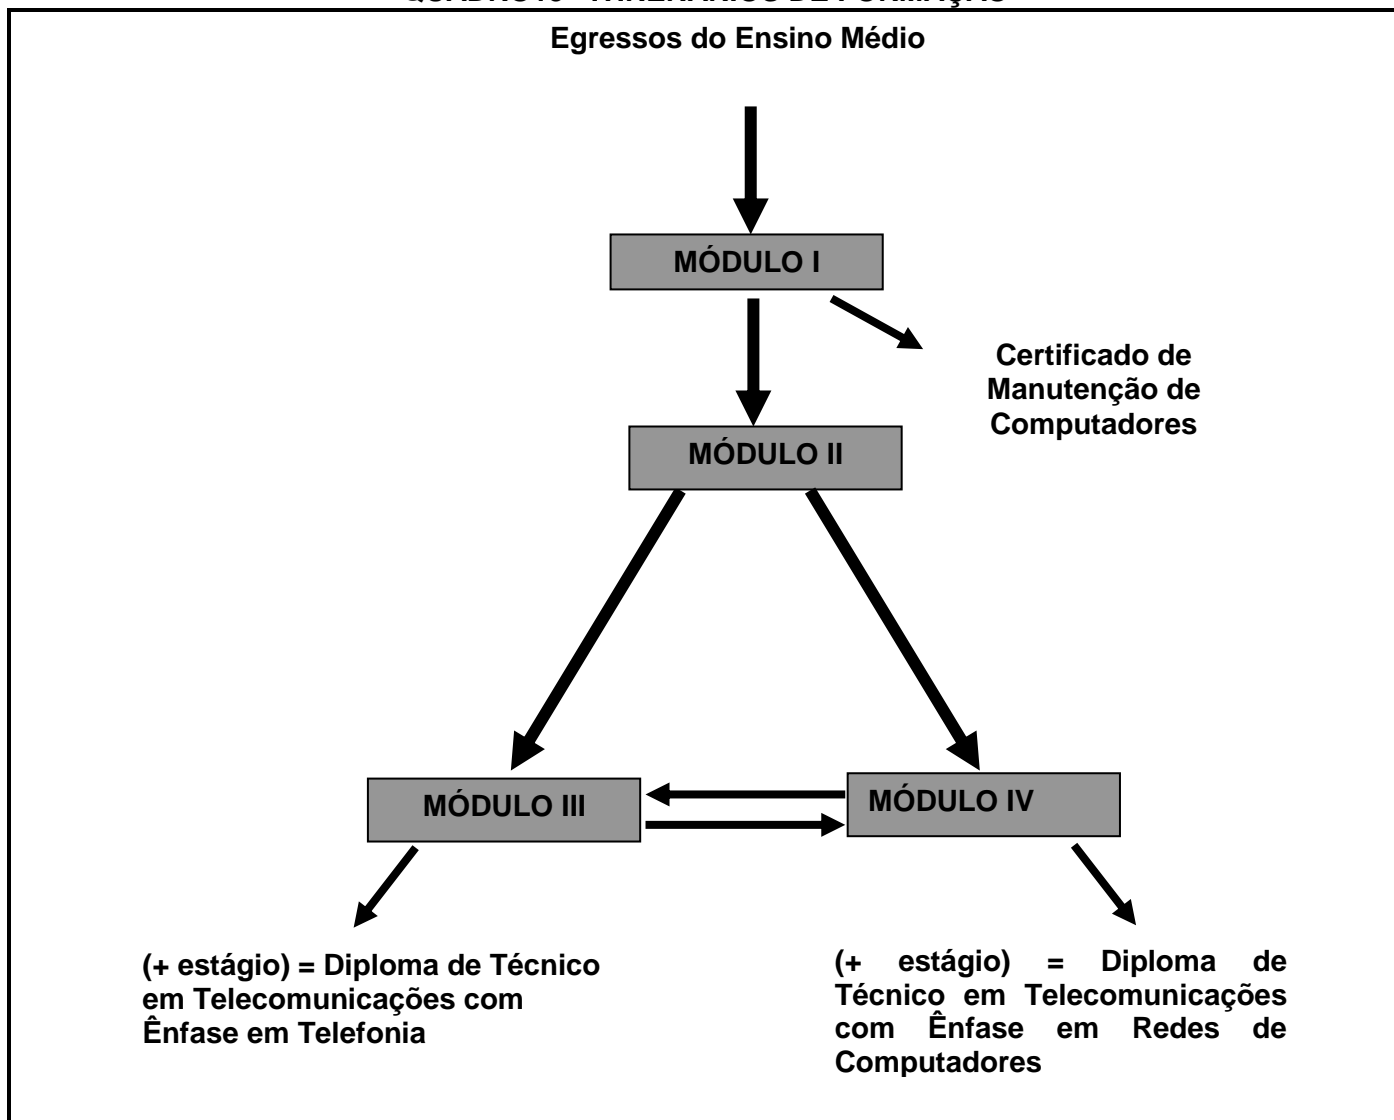 Egressos do Ensino Médio
MÓDULO I
Certificado de
Manutenção de
Computadores
MÓDULO II
MÓDULO III
MÓDULO IV
(+ estágio) = Diploma de Técnico
em Telecomunicações com
Ênfase em Telefonia
(+ estágio) = Diploma de
Técnico em Telecomunicações
com Ênfase em Redes de
Computadores